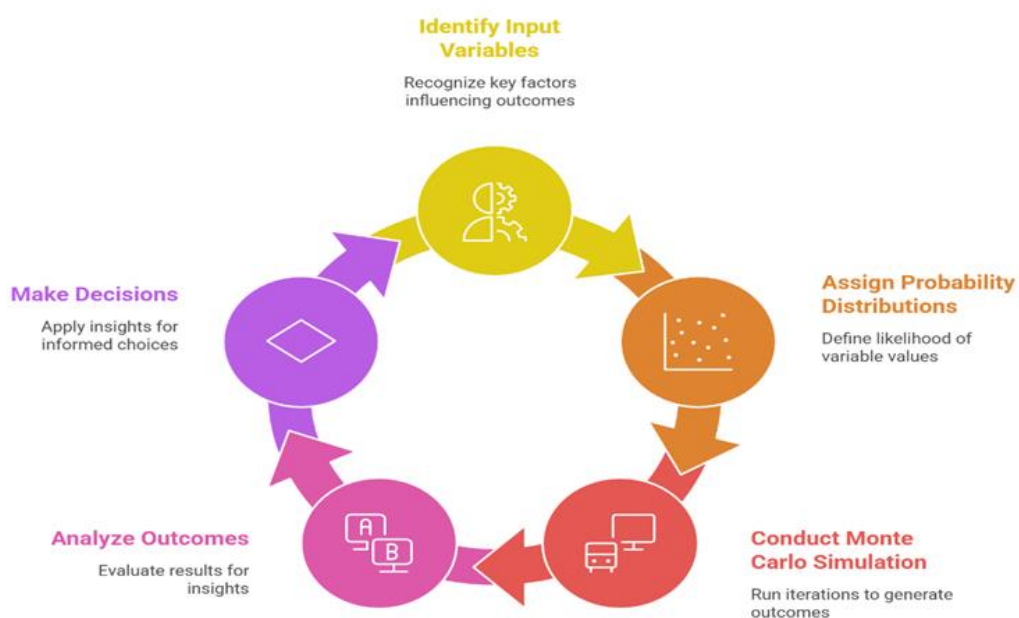 Identify Input
Variables
Recognize key factors
influencing outcomes
Assign Probability
Distributions
Define likelihood of
variable values
Conduct Monte
Carlo Simulation
Run iterations to generate
outcomes
Analyze Outcomes
Evaluate results for
insights
A
B
Make Decisions
Apply insights for
informed choices